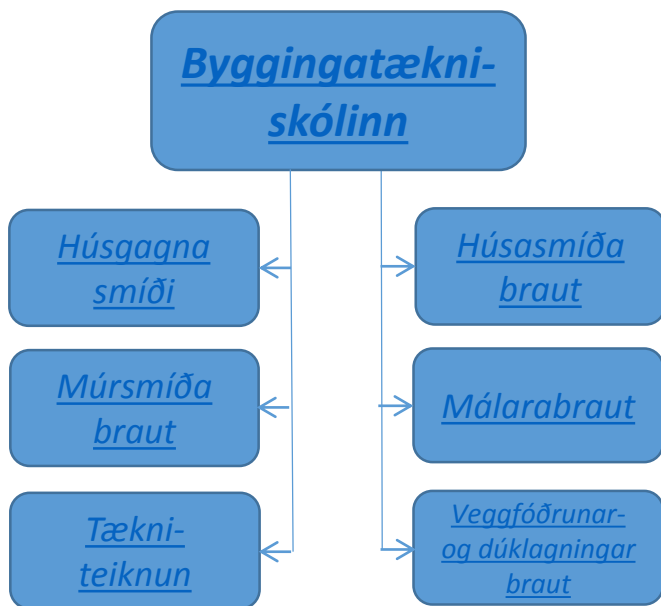 Byggingatækni-
skólinn
Húsgagna
smíði
Húsasmíða
braut
Múrsmíða
braut
Málarabraut
Tækni-
teiknun
Veggfóðrunar-
og dúklagningar
braut